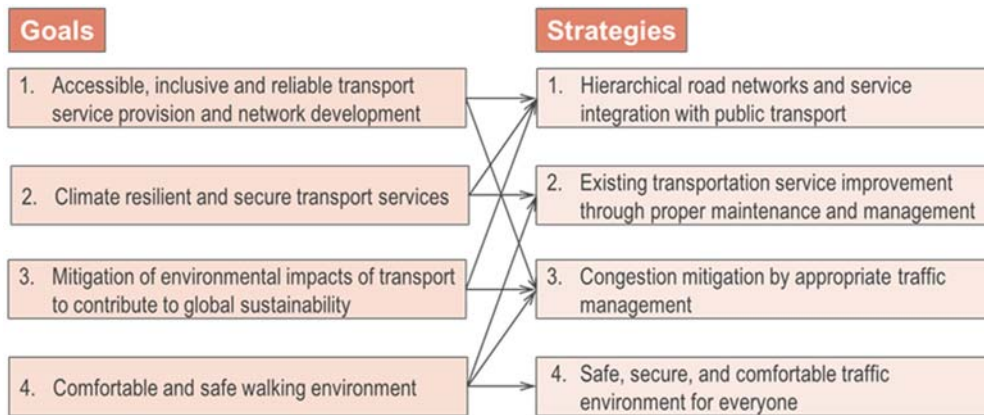 Goals
1. Accessible, inclusive and reliable transport
service provision and network development
2. Climate resilient and secure transport services
3. Mitigation of environmental impacts of transport
to contribute to global sustainability
4. Comfortable and safe walking environment
Strategies
1. Hierarchical road networks and service
integration with public transport
2. Existing transportation service improvement
through proper maintenance and management
3. Congestion mitigation by appropriate traffic
management
4. Safe, secure, and comfortable traffic
environment for everyone